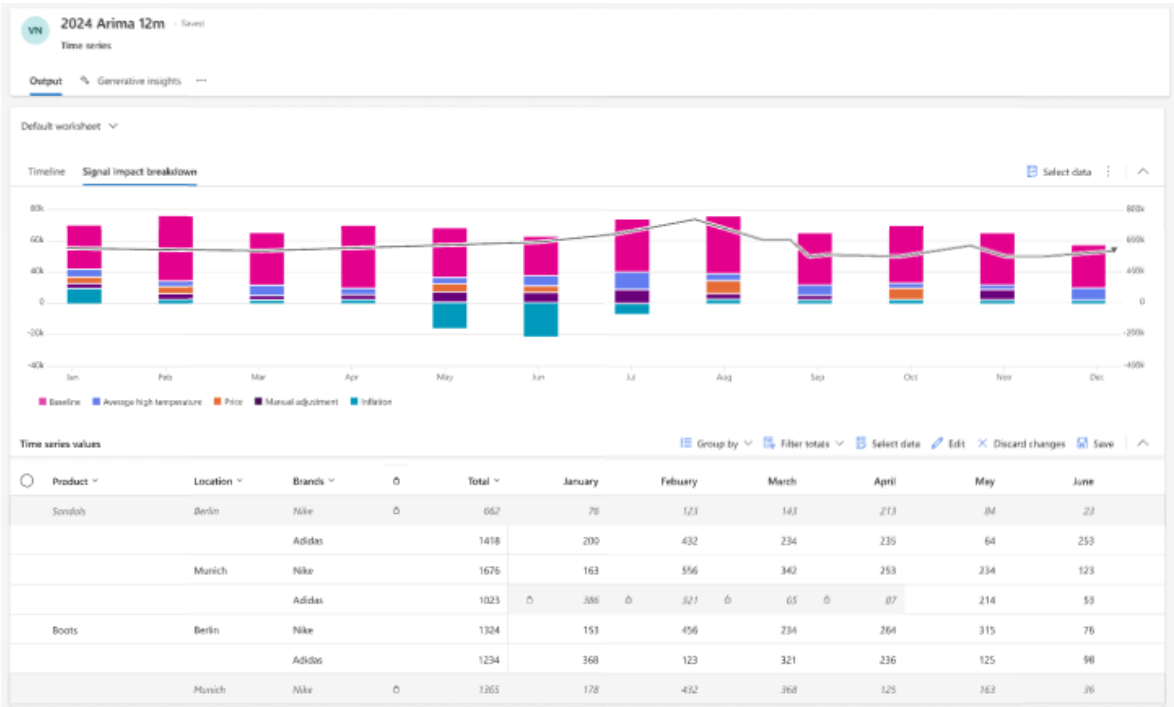 VN 2024 Arima 12m - Saved
Time series
Output Generative insights ...
Default worksheet
Timeline Signal impact breakdown Select data
80k 800k
60k 600k
40k 400k
0 0
-20k -200k
-40k -400k
Jan Feb Mar Apr May Jun Jul Aug Sep Oct Nov Dec
Baseline Average high temperature Price Manual adjustment Inflation
Time series values Group by Filter totals Select data Edit Discard changes Save
Product Location Brands Total January Febuary March April May June
Sandals Berlin Nike 662 76 123 143 213 84 23
Adidas 1418 200 432 234 235 64 253
Munich Nike 1676 163 556 342 253 234 123
Adidas 1023 386 321 65 87 214 53
Boots Berlin Nike 1324 153 456 234 264 315 76
Adidas 1234 368 123 321 236 125 98
Munich Nike 1365 178 432 368 125 163 36